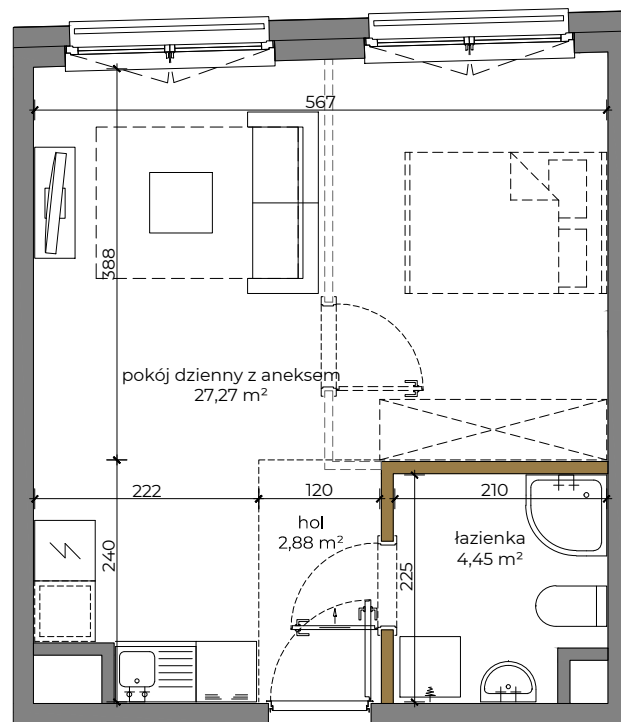 567
388
pokój dzienny z aneksem
27,27 m²
222
120
210
hol
2,88 m²
łazienka
4,45 m²
240
225